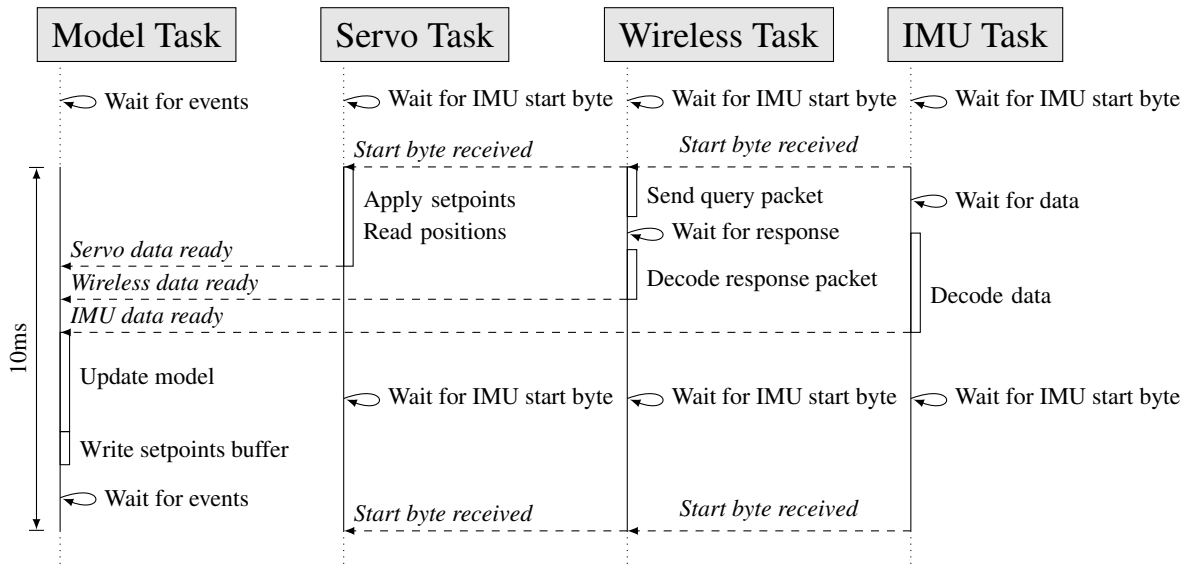 Model Task
Servo Task
Wireless Task
IMU Task
Wait for events
Wait for IMU start byte
Wait for IMU start byte
Wait for IMU start byte
Start byte received
Start byte received
Apply setpoints
Read positions
Send query packet
Wait for response
Wait for data
Servo data ready
Wireless data ready
IMU data ready
Decode response packet
Decode data
10ms
Update model
Wait for IMU start byte
Wait for IMU start byte
Wait for IMU start byte
Write setpoints buffer
Wait for events
Start byte received
Start byte received